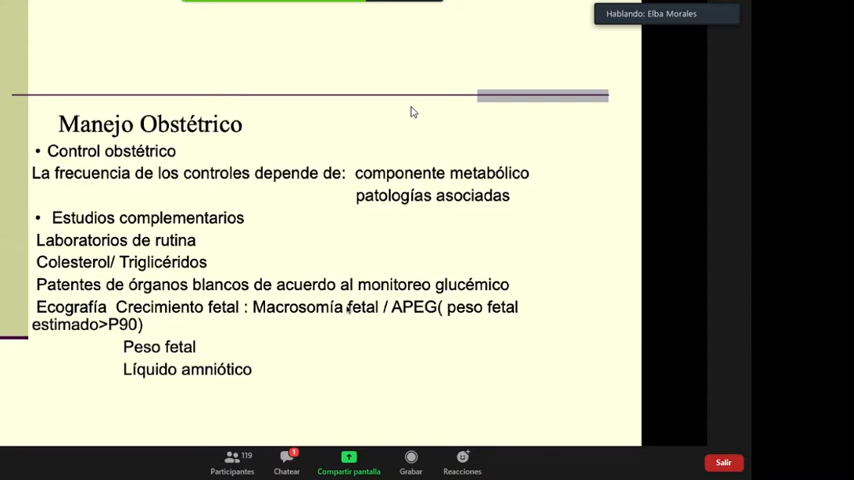 Hablando: Elba Morales
Manejo Obstétrico
• Control obstétrico
La frecuencia de los controles depende de: componente metabólico
patologías asociadas
• Estudios complementarios
Laboratorios de rutina
Colesterol/ Triglicéridos
Patentes de órganos blancos de acuerdo al monitoreo glucémico
Ecografía Crecimiento fetal : Macrosomía fetal / APEG( peso fetal
estimado>P90)
Peso fetal
Líquido amniótico
119
1
Participantes
Chatear
Compartir pantalla
Grabar
Reacciones
Salir